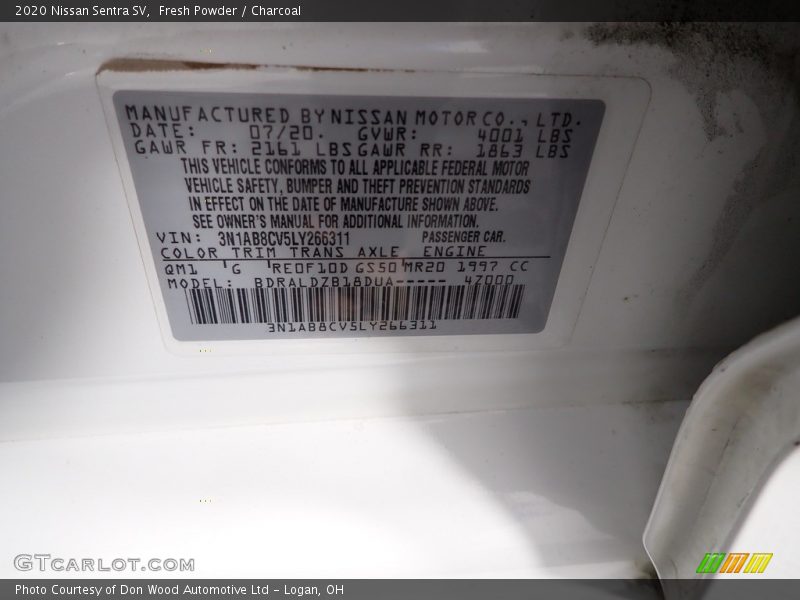 2020 Nissan Sentra SV, Fresh Powder / Charcoal
MANUFACTURED BY NISSAN MOTOR CO., LTD.
DATE: 07/20. GVWR: 4001 LBS
GAWR FR: 2161 LBS GAWR RR: 1863 LBS
THIS VEHICLE CONFORMS TO ALL APPLICABLE FEDERAL MOTOR
VEHICLE SAFETY, BUMPER AND THEFT PREVENTION STANDARDS
IN EFFECT ON THE DATE OF MANUFACTURE SHOWN ABOVE.
SEE OWNER'S MANUAL FOR ADDITIONAL INFORMATION.
VIN: 3N1AB8CV5LY266311 PASSENGER CAR.
COLOR TRIM TRANS AXLE ENGINE
QM1 G RE0F10D GS50 MR20 1997 CC
MODEL: BDRALDZB18DUA----- 4Z000
3N1AB8CV5LY266311
GTCARLOT.COM
Photo Courtesy of Don Wood Automotive Ltd - Logan, OH